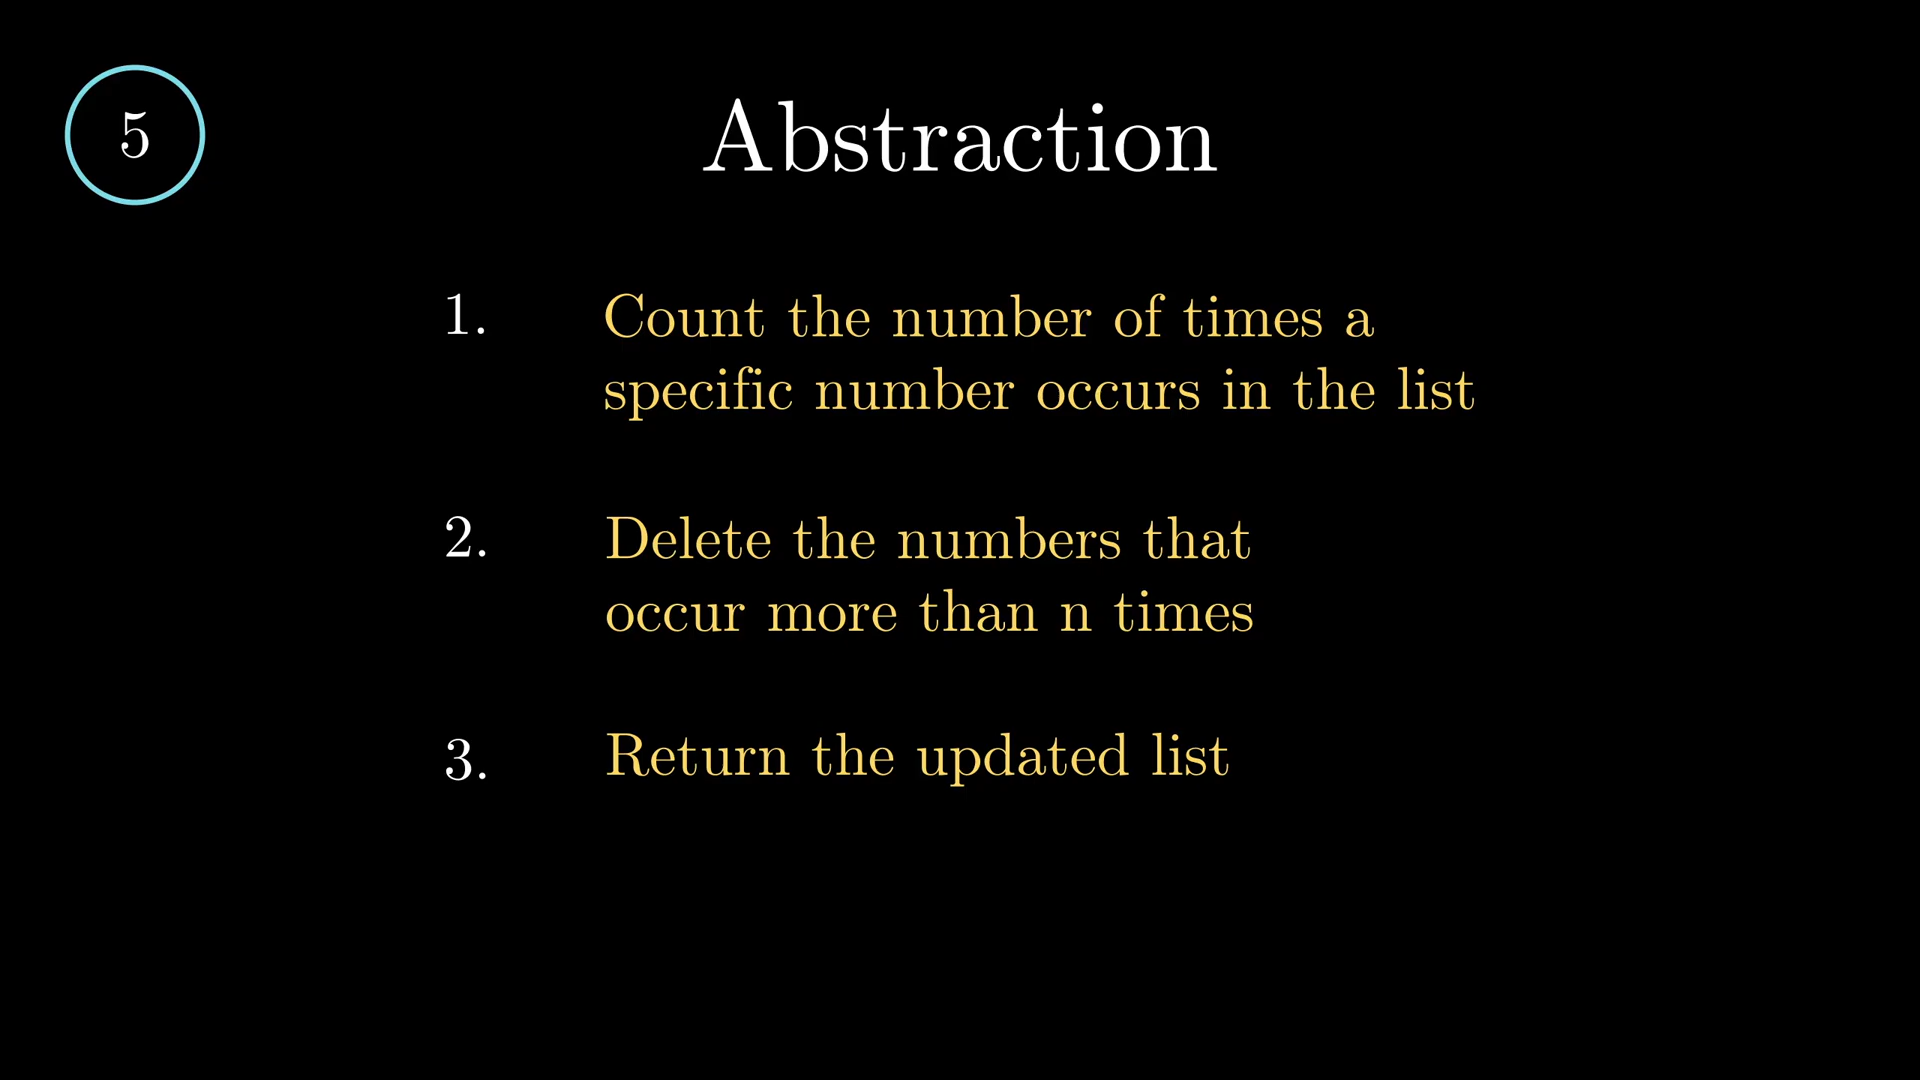 5
Abstraction
1. Count the number of times a
specific number occurs in the list
2. Delete the numbers that
occur more than n times
3. Return the updated list